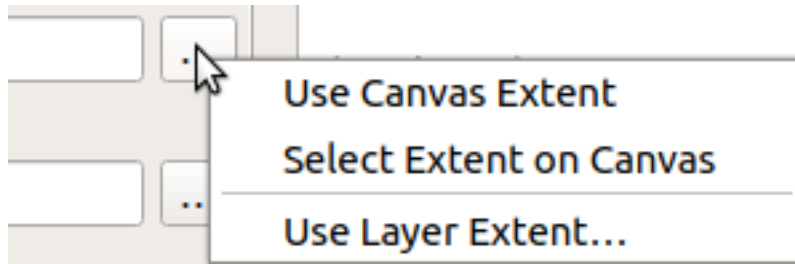 Use Canvas Extent
Select Extent on Canvas
Use Layer Extent…